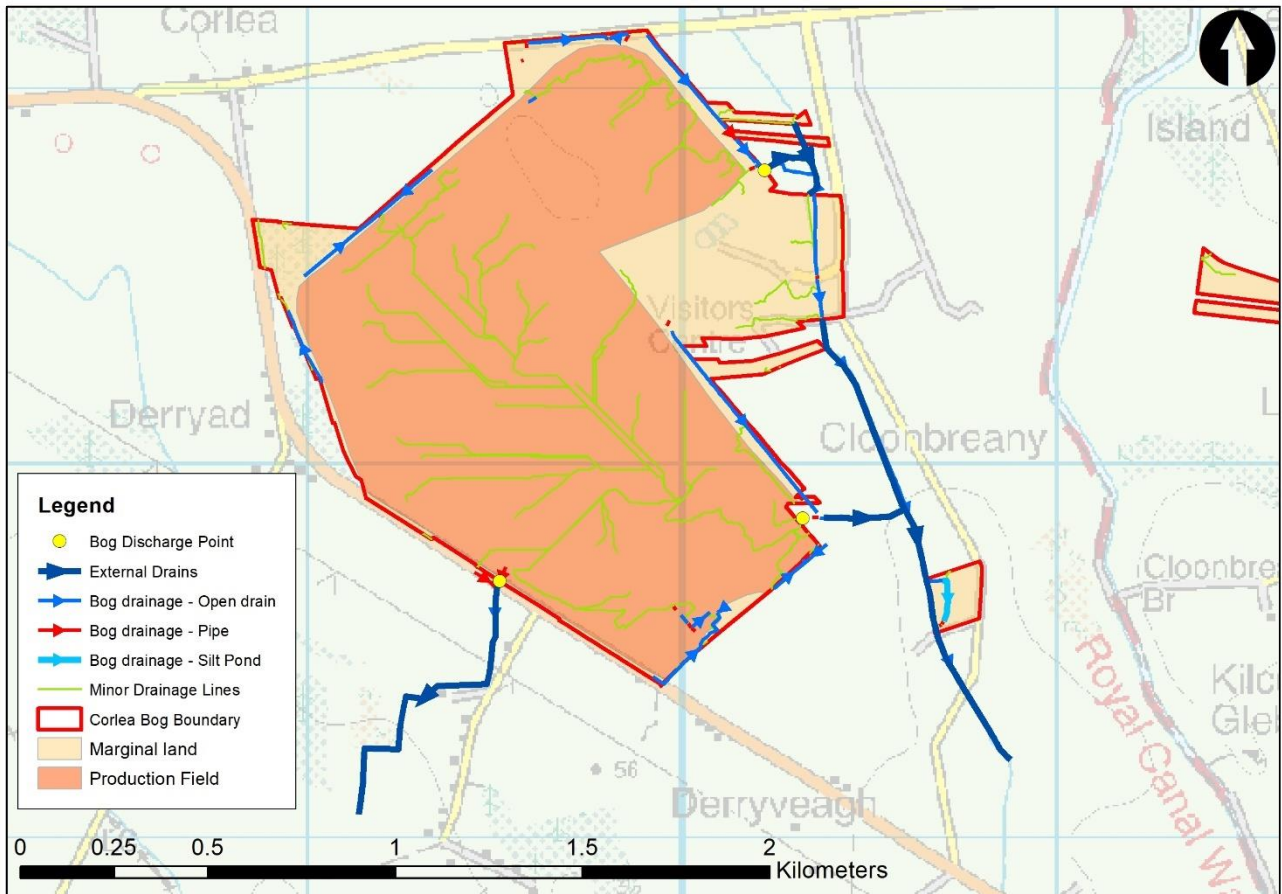 Corlea
Island
Visitors
Centre
Derryad
Cloonbreany
Cloonbre
Br
Royal Canal W
Kilc
Gle
56
Derryveagh
Legend
Bog Discharge Point
External Drains
Bog drainage - Open drain
Bog drainage - Pipe
Bog drainage - Silt Pond
Minor Drainage Lines
Corlea Bog Boundary
Marginal land
Production Field
0 0.25 0.5 1 1.5 2
Kilometers